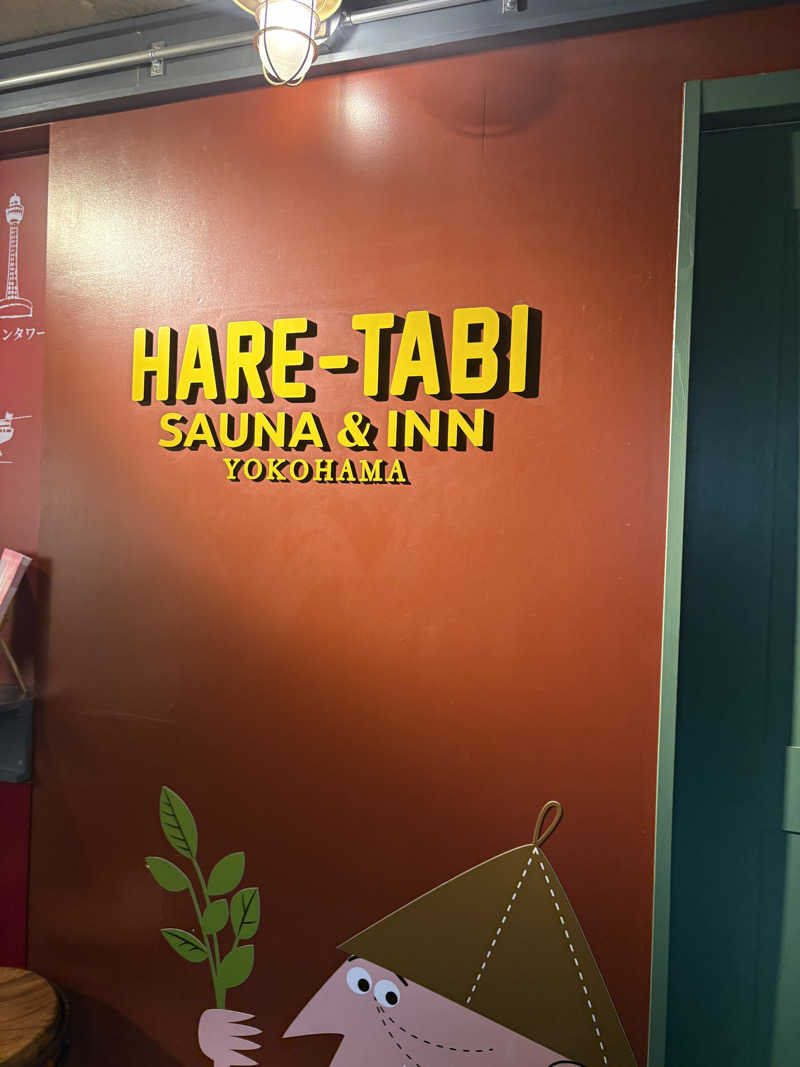 HARE-TABI
SAUNA & INN
YOKOHAMA
ンタワー